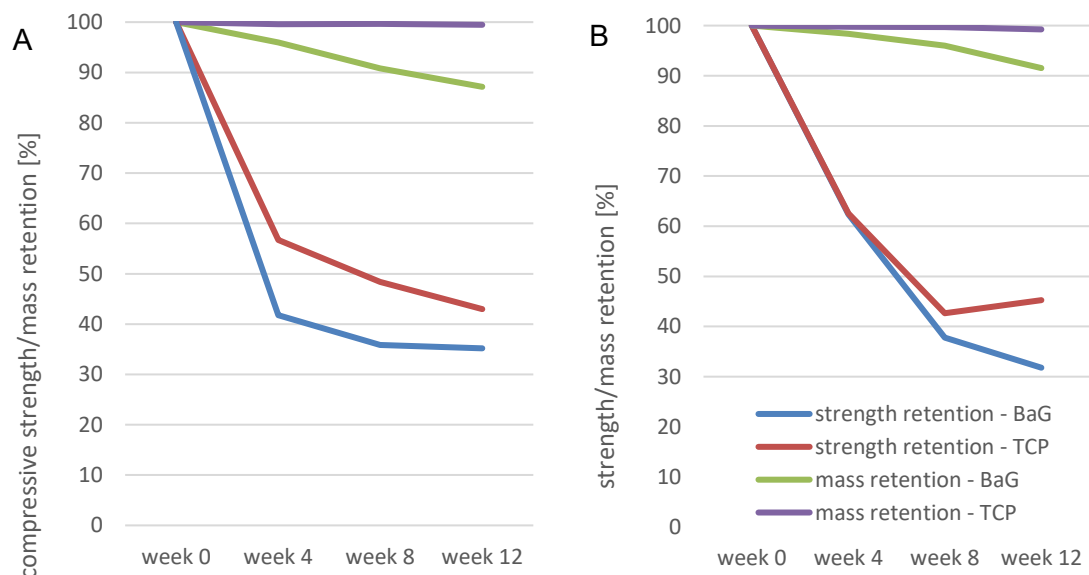 A
compressive strength/mass retention [%]
100
90
80
70
60
50
40
30
20
10
0
week 0 week 4 week 8 week 12
B
strength/mass retention [%]
100
90
80
70
60
50
40
30
20
10
0
strength retention - BaG
strength retention - TCP
mass retention - BaG
mass retention - TCP
week 0 week 4 week 8 week 12